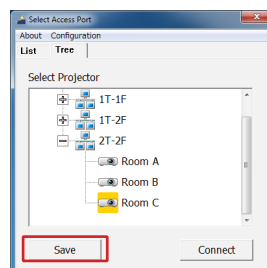 Select Access Port
About Configuration
List Tree
Select Projector
1T-1F
1T-2F
2T-2F
Room A
Room B
Room C
Save Connect